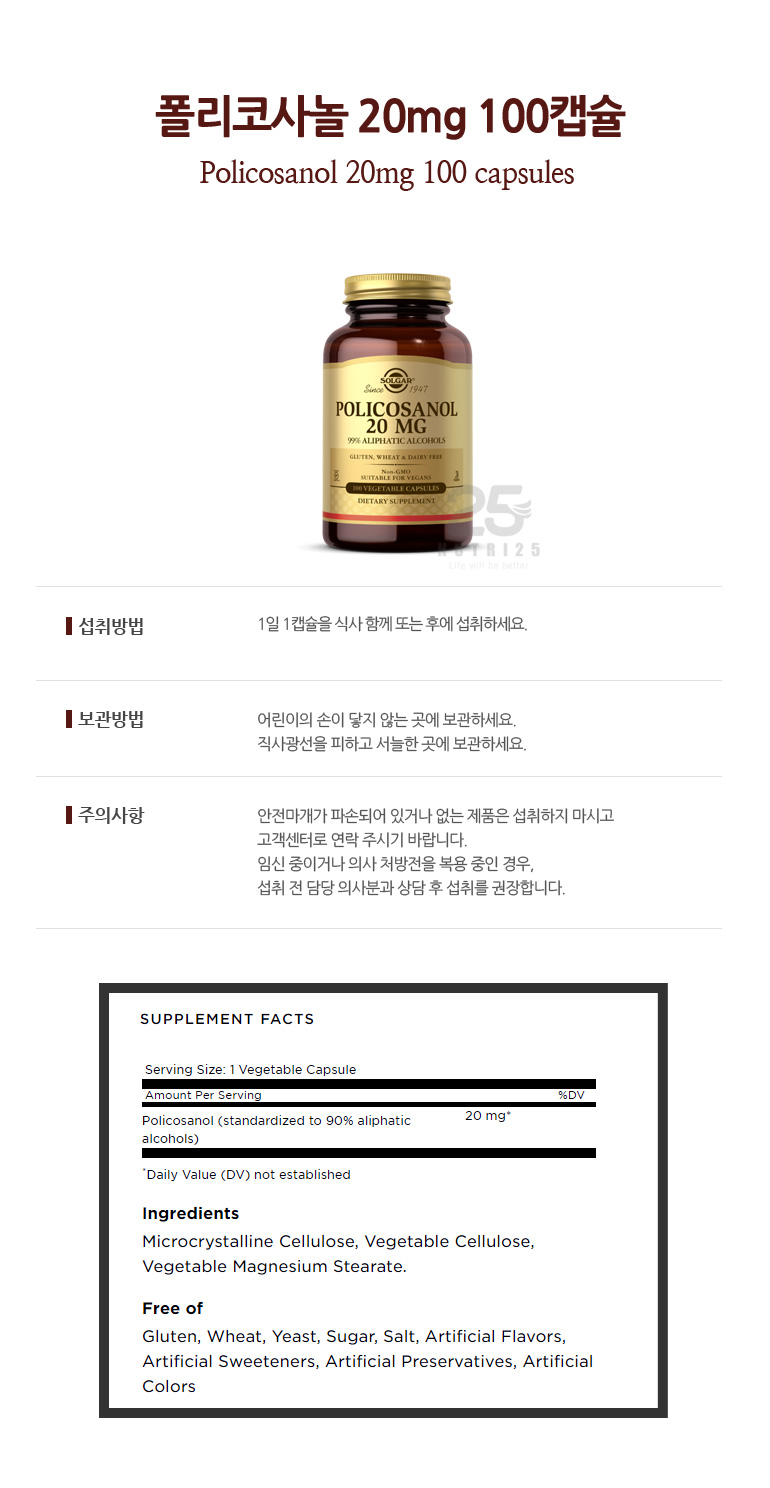 폴리코사놀 20mg 100캡슐
Policosanol 20mg 100 capsules
SOLGAR
Since 1947
POLICOSANOL
20 MG
99% ALIPHATIC ALCOHOLS
GLUTEN, WHEAT & DAIRY FREE
Non-GMO
SUITABLE FOR VEGANS
100 VEGETABLE CAPSULES
DIETARY SUPPLEMENT
25
NUTRI25
Life will be better
섭취방법
1일 1캡슐을 식사 함께 또는 후에 섭취하세요.
보관방법
어린이의 손이 닿지 않는 곳에 보관하세요.
직사광선을 피하고 서늘한 곳에 보관하세요.
주의사항
안전마개가 파손되어 있거나 없는 제품은 섭취하지 마시고
고객센터로 연락 주시기 바랍니다.
임신 중이거나 의사 처방전을 복용 중인 경우,
섭취 전 담당 의사분과 상담 후 섭취를 권장합니다.
SUPPLEMENT FACTS
Serving Size: 1 Vegetable Capsule
Amount Per Serving %DV
Policosanol (standardized to 90% aliphatic 20 mg*
alcohols)
*Daily Value (DV) not established
Ingredients
Microcrystalline Cellulose, Vegetable Cellulose,
Vegetable Magnesium Stearate.
Free of
Gluten, Wheat, Yeast, Sugar, Salt, Artificial Flavors,
Artificial Sweeteners, Artificial Preservatives, Artificial
Colors